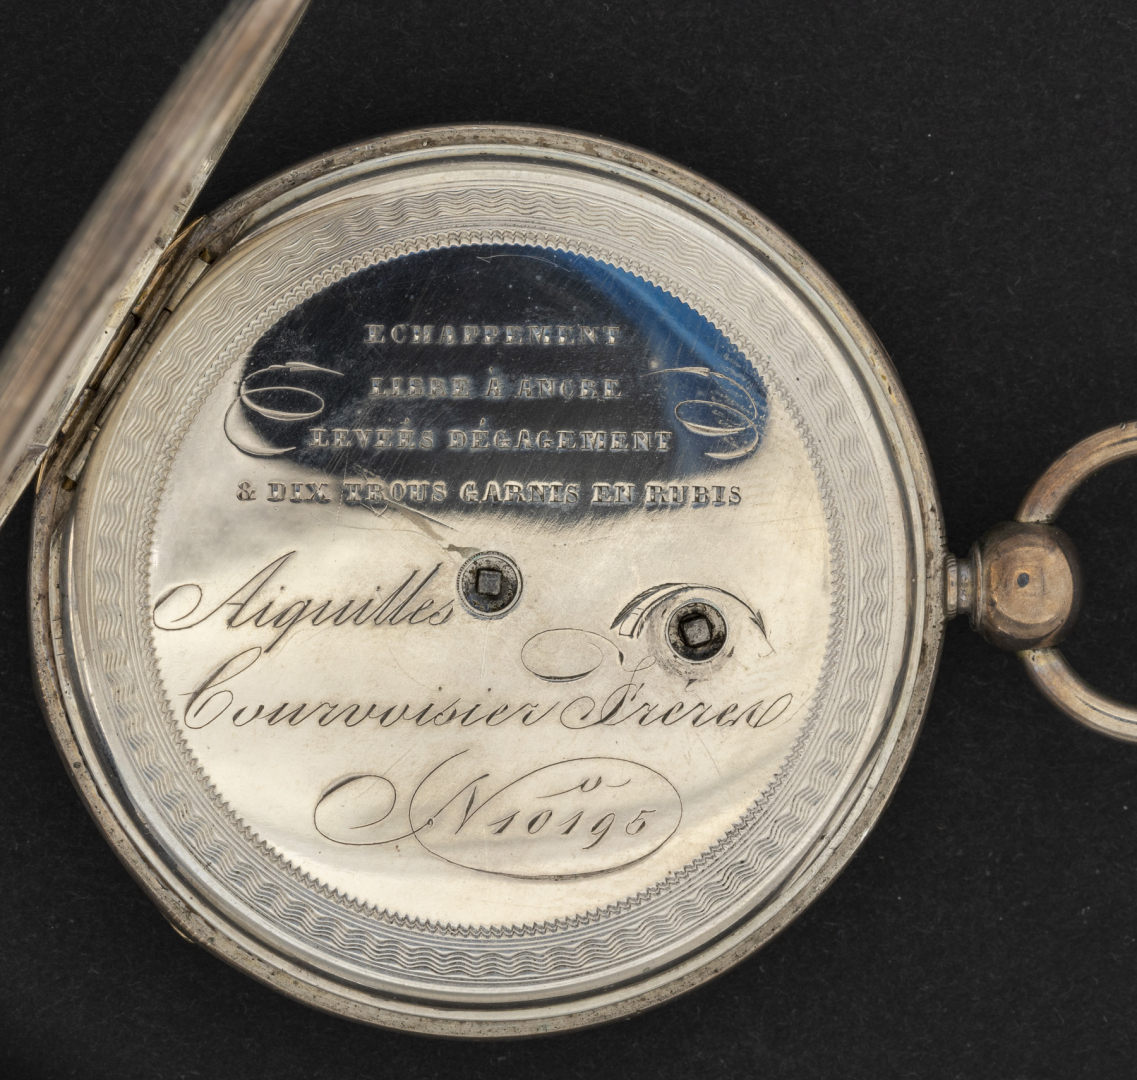 ECHAPPEMENT
LIBRE À ANCRE
LEVÉES DÉGAGEMENT
& DIX TROUS GARNIS EN RUBIS
Aiguilles
Courvoisier Frères
No 10195